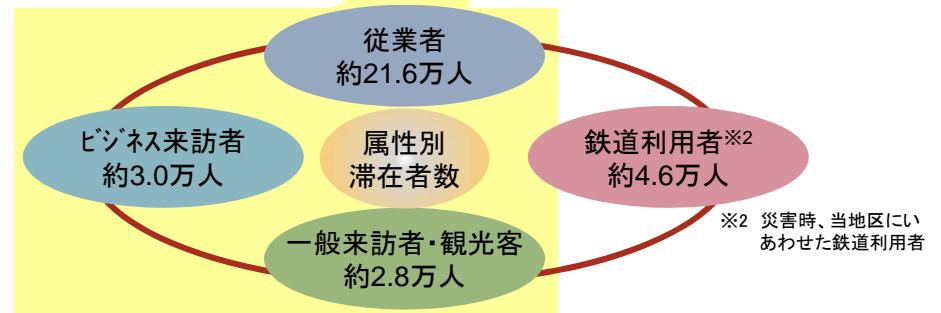 従業者
約21.6万人
ﾋﾞｼﾞﾈｽ来訪者
約3.0万人
属性別
滞在者数
鉄道利用者※2
約4.6万人
一般来訪者・観光客
約2.8万人
※2 災害時、当地区にい
あわせた鉄道利用者